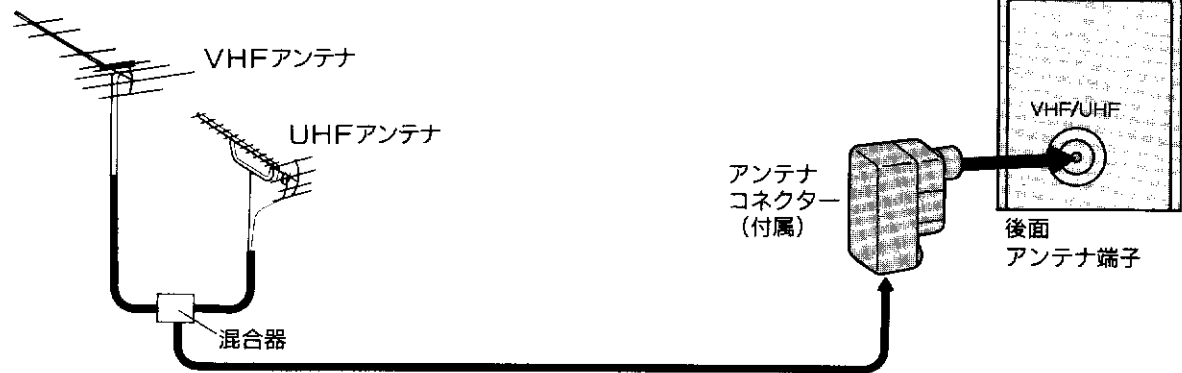 VHFアンテナ
UHFアンテナ
混合器
アンテナ
コネクター
(付属)
VHF/UHF
後面
アンテナ端子